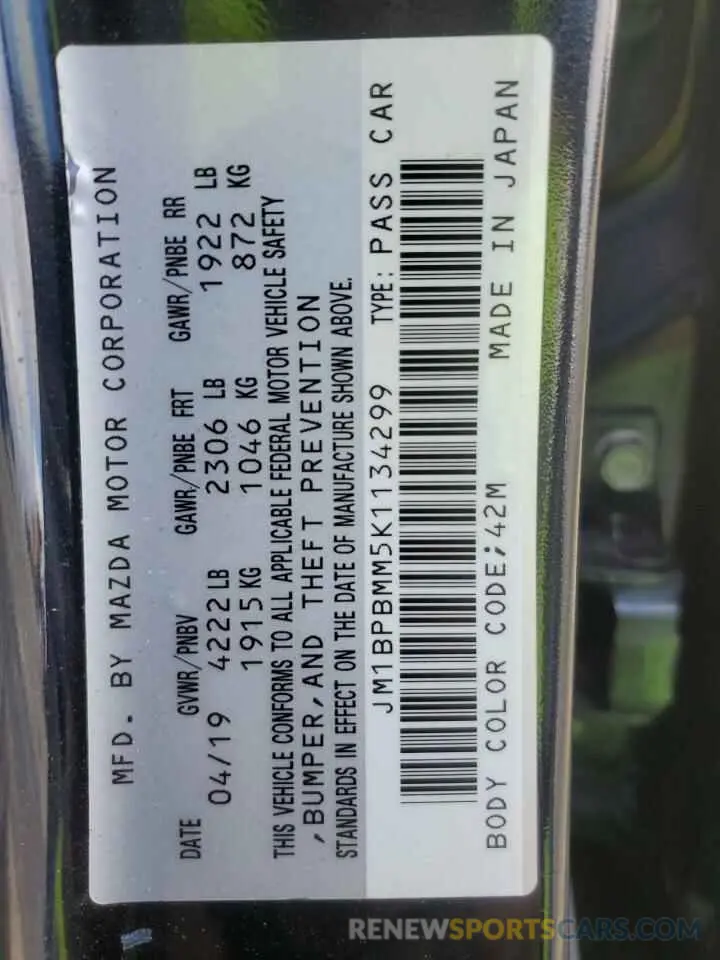 MFD. BY MAZDA MOTOR CORPORATION
DATE GVWR/PNBV GAWR/PNBE FRT GAWR/PNBE RR
04/19 4222 LB 2306 LB 1922 LB
1915 KG 1046 KG 872 KG
THIS VEHICLE CONFORMS TO ALL APPLICABLE FEDERAL MOTOR VEHICLE SAFETY
,BUMPER,AND THEFT PREVENTION
STANDARDS IN EFFECT ON THE DATE OF MANUFACTURE SHOWN ABOVE.
JM1BPBMM5K1134299 TYPE: PASS CAR
BODY COLOR CODE;42M MADE IN JAPAN
RENEWSPORTSCARS.COM